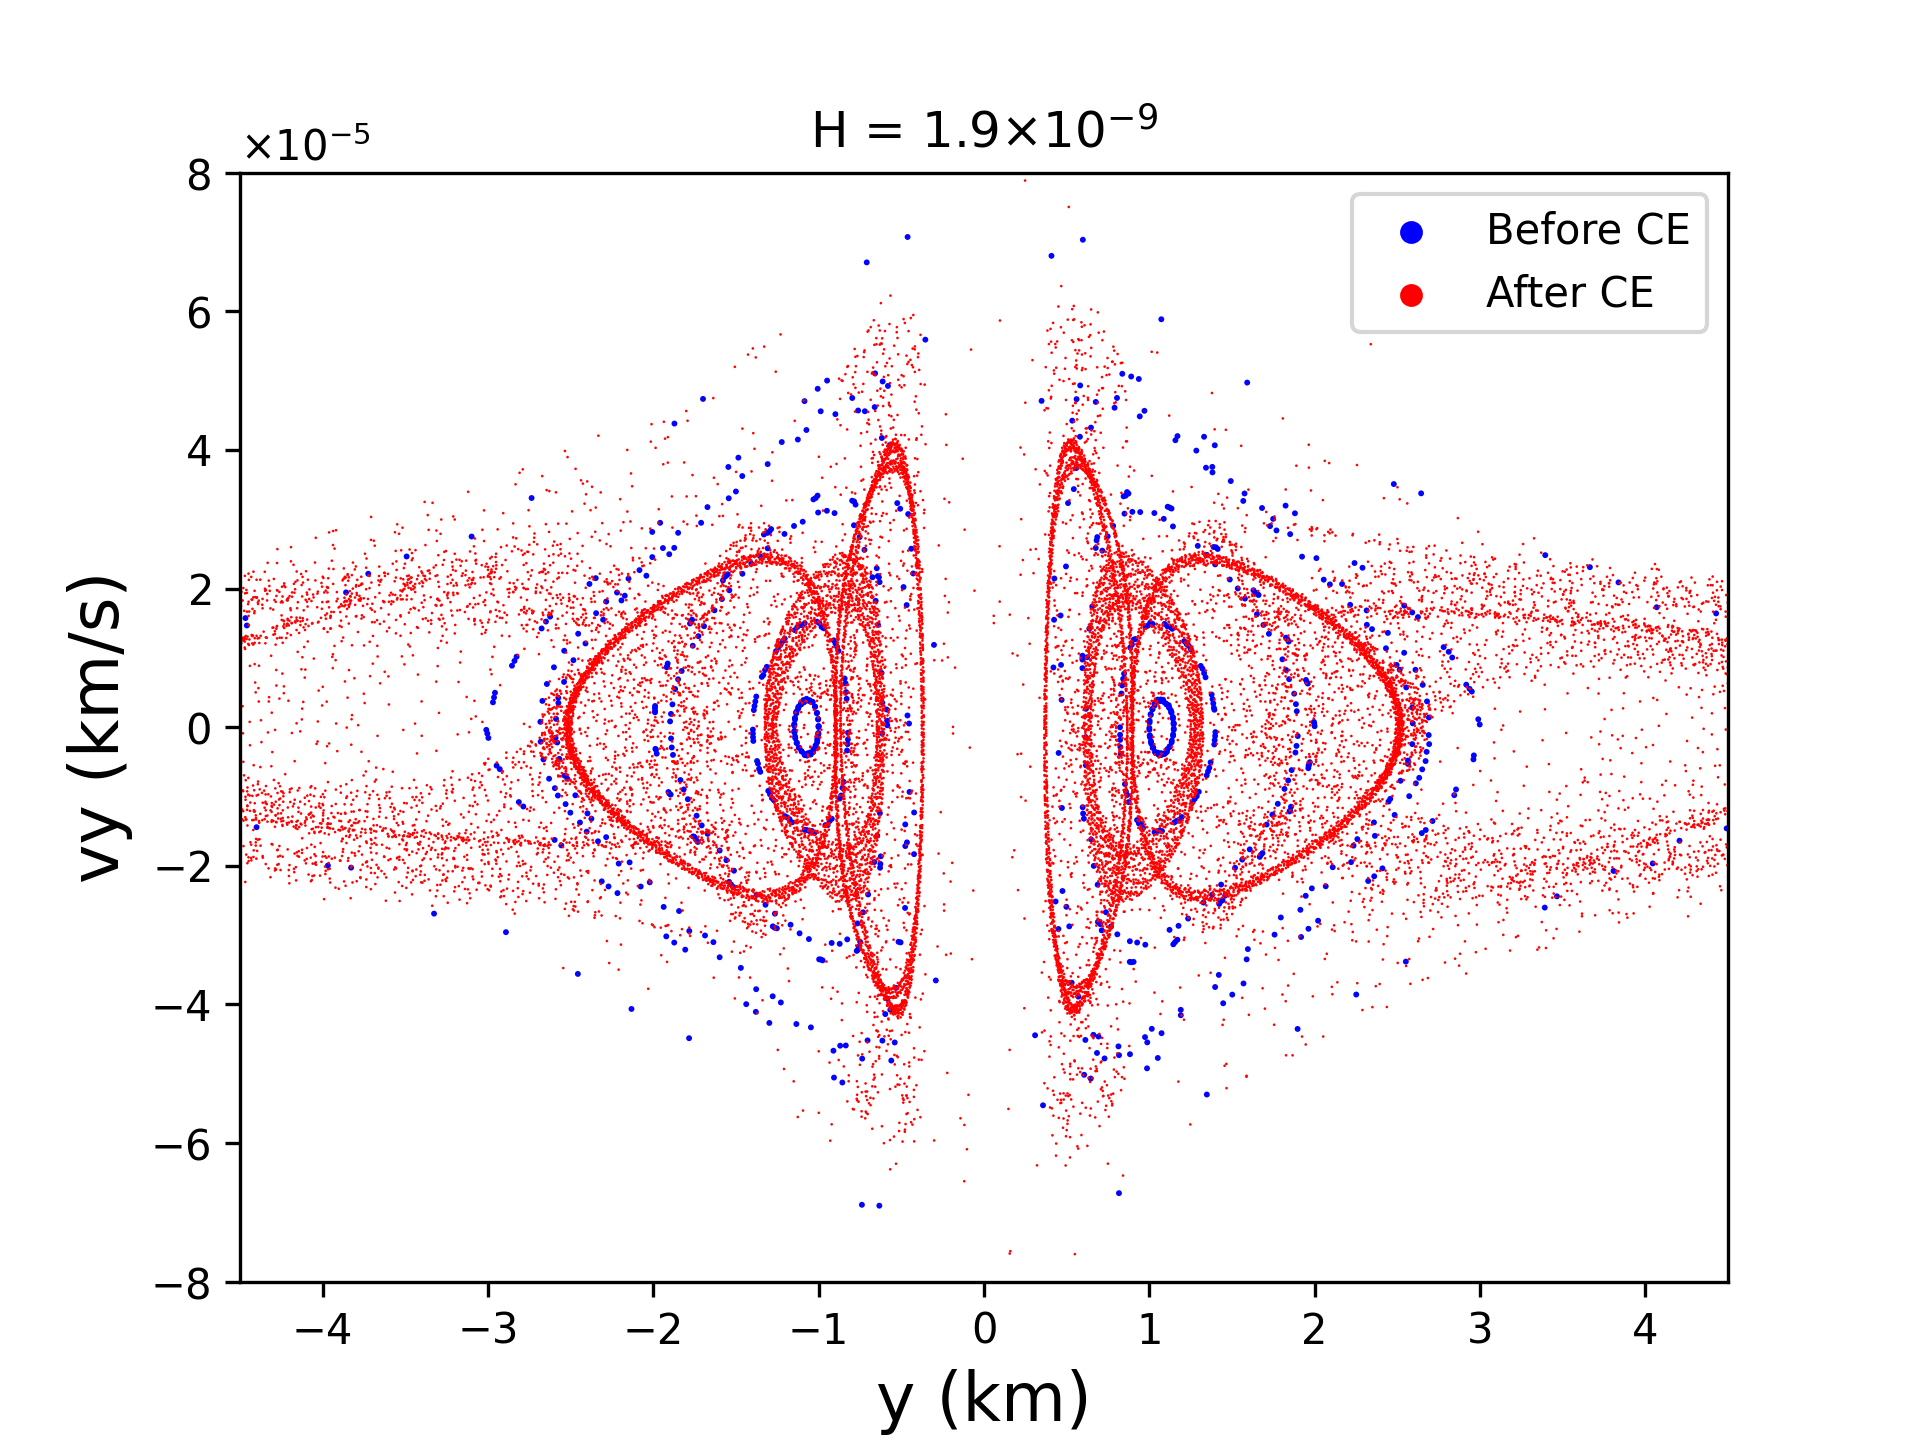 H = 1.9×10⁻⁹
×10⁻⁵
8
6
4
2
0
−2
−4
−6
−8
vy (km/s)
Before CE
After CE
−4 −3 −2 −1 0 1 2 3 4
y (km)